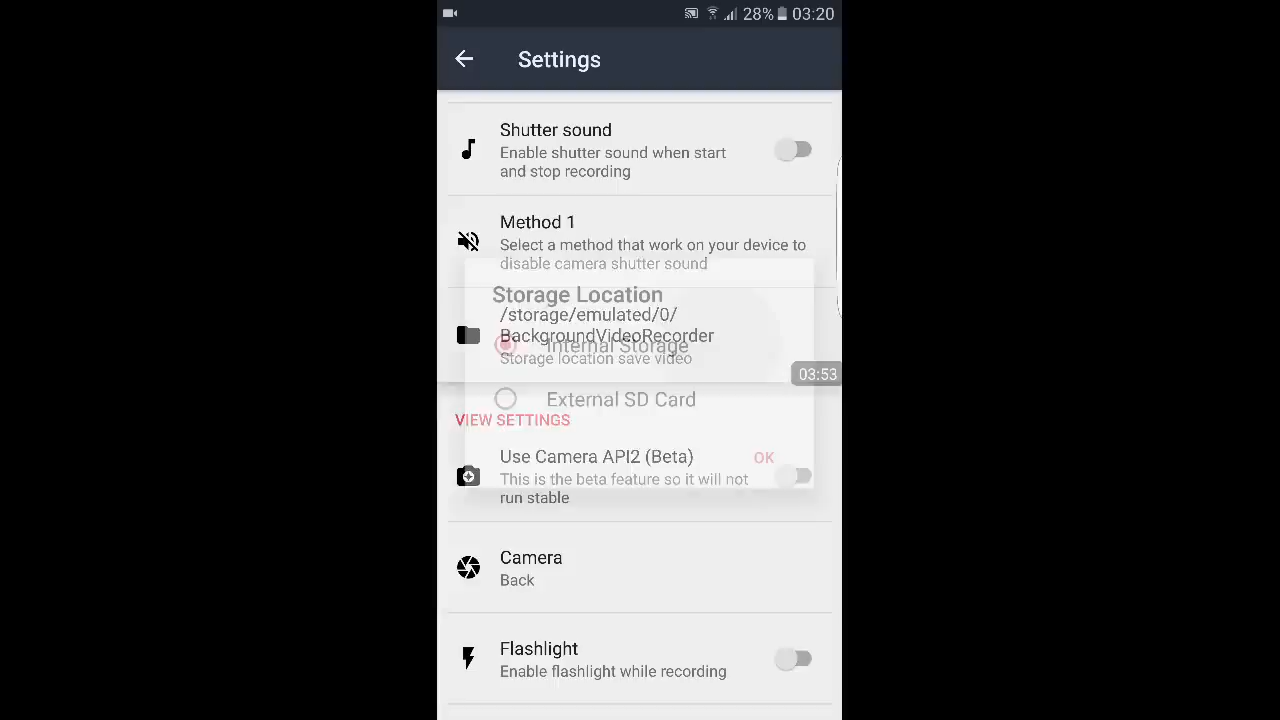 28% 03:20
Settings
Shutter sound
Enable shutter sound when start
and stop recording
Method 1
Select a method that work on your device to
disable camera shutter sound
Storage Location
/storage/emulated/0/
BackgroundVideoRecorder
Internal Storage
Storage location save video
03:53
External SD Card
VIEW SETTINGS
Use Camera API2 (Beta)
OK
This is the beta feature so it will not
run stable
Camera
Back
Flashlight
Enable flashlight while recording